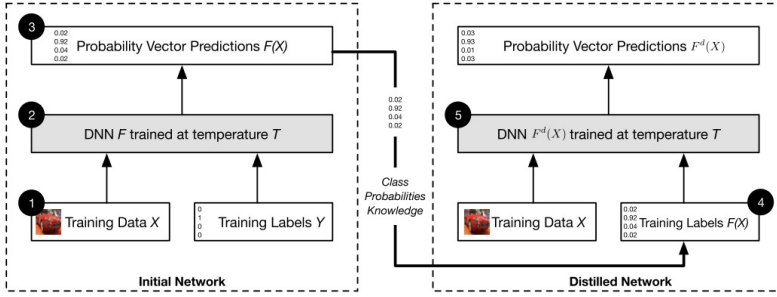 3
0.02
0.92
0.04
0.02
Probability Vector Predictions F(X)
2
DNN F trained at temperature T
1
Training Data X
0
1
0
0
Training Labels Y
Initial Network
0.02
0.92
0.04
0.02
Class
Probabilities
Knowledge
0.03
0.93
0.01
0.03
Probability Vector Predictions F^d(X)
5
DNN F^d(X) trained at temperature T
Training Data X
0.02
0.92
0.04
0.02
Training Labels F(X)
4
Distilled Network